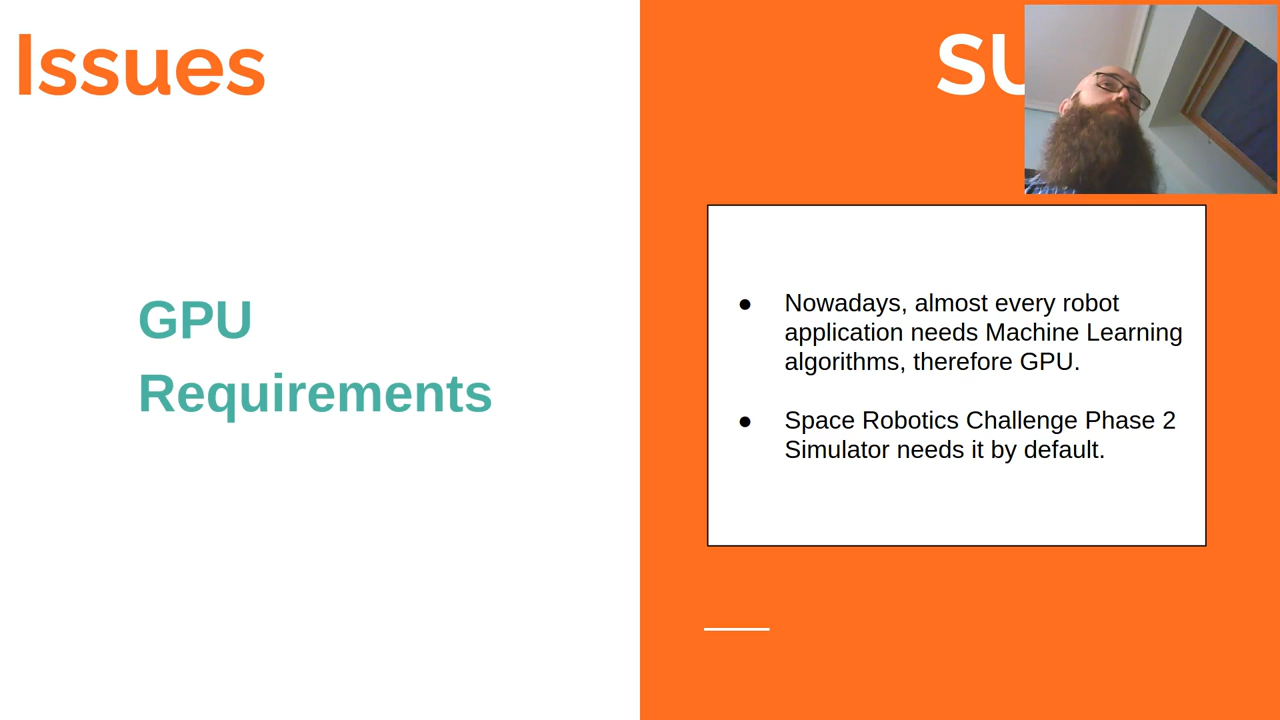 Issues
SU
GPU
Requirements
● Nowadays, almost every robot
application needs Machine Learning
algorithms, therefore GPU.
● Space Robotics Challenge Phase 2
Simulator needs it by default.